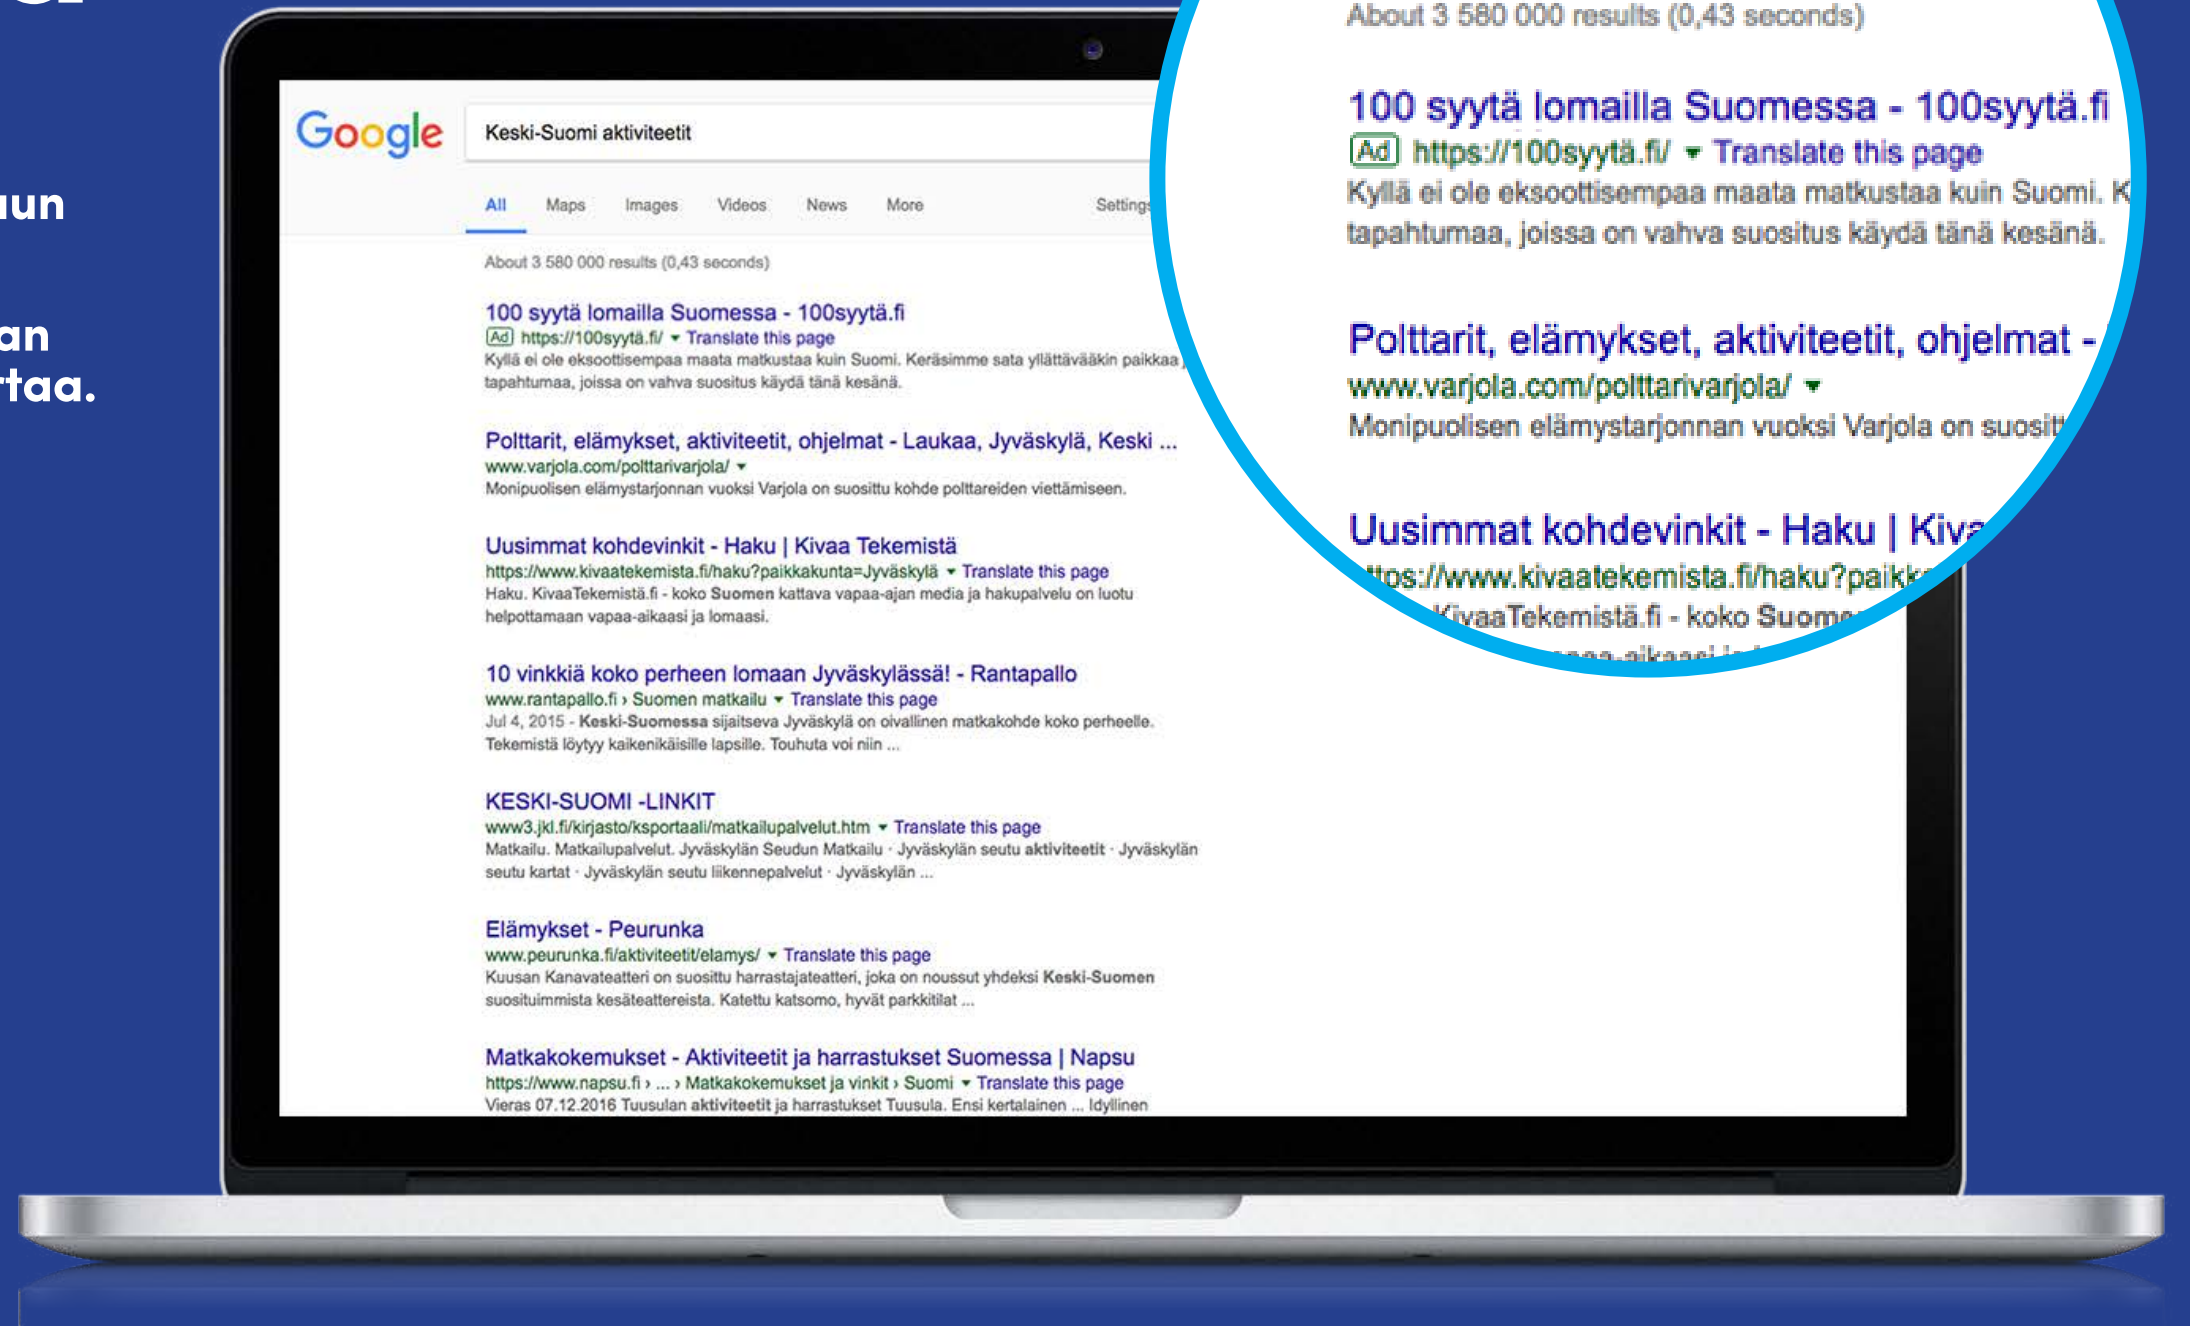 Google
Keski-Suomi aktiviteetit
All Maps Images Videos News More
About 3 580 000 results (0,43 seconds)
100 syytä lomailla Suomessa - 100syytä.fi
Ad https://100syytä.fi/ ▾ Translate this page
Kyllä ei ole eksoottisempaa maata matkustaa kuin Suomi. Keräsimme sata yllättävääkin paikkaa
tapahtumaa, joissa on vahva suositus käydä tänä kesänä.
Polttarit, elämykset, aktiviteetit, ohjelmat - Laukaa, Jyväskylä, Keski ...
www.varjola.com/polttarivarjola/ ▾
Monipuolisen elämystarjonnan vuoksi Varjola on suosittu kohde polttareiden viettämiseen.
Uusimmat kohdevinkit - Haku | Kivaa Tekemistä
https://www.kivaatekemista.fi/haku?paikkakunta=Jyväskylä ▾ Translate this page
Haku. KivaaTekemistä.fi - koko Suomen kattava vapaa-ajan media ja hakupalvelu on luotu
helpottamaan vapaa-aikaasi ja lomaasi.
10 vinkkiä koko perheen lomaan Jyväskylässä! - Rantapallo
www.rantapallo.fi › Suomen matkailu ▾ Translate this page
Jul 4, 2015 - Keski-Suomessa sijaitseva Jyväskylä on oivallinen matkakohde koko perheelle.
Tekemistä löytyy kaikenikäisille lapsille. Touhuta voi niin ...
KESKI-SUOMI -LINKIT
www3.jkl.fi/kirjasto/ksportaali/matkailupalvelut.htm ▾ Translate this page
Matkailu. Matkailupalvelut. Jyväskylän Seudun Matkailu · Jyväskylän seutu aktiviteetit · Jyväskylän
seutu kartat · Jyväskylän seutu liikennepalvelut · Jyväskylän ...
Elämykset - Peurunka
www.peurunka.fi/aktiviteetit/elamys/ ▾ Translate this page
Kuusan Kanavateatteri on suosittu harrastajateatteri, joka on noussut yhdeksi Keski-Suomen
suosituimmista kesäteattereista. Katettu katsomo, hyvät parkkitilat ...
Matkakokemukset - Aktiviteetit ja harrastukset Suomessa | Napsu
https://www.napsu.fi › ... › Matkakokemukset ja vinkit › Suomi ▾ Translate this page
Vieras 07.12.2016 Tuusulan aktiviteetit ja harrastukset Tuusula. Ensi kertalainen ... Idyllinen
About 3 580 000 results (0,43 seconds)
100 syytä lomailla Suomessa - 100syytä.fi
Ad https://100syytä.fi/ ▾ Translate this page
Kyllä ei ole eksoottisempaa maata matkustaa kuin Suomi.
tapahtumaa, joissa on vahva suositus käydä tänä kesänä.
Polttarit, elämykset, aktiviteetit, ohjelmat -
www.varjola.com/polttarivarjola/ ▾
Monipuolisen elämystarjonnan vuoksi Varjola on
Uusimmat kohdevinkit - Haku |
KivaaTekemistä.fi - koko